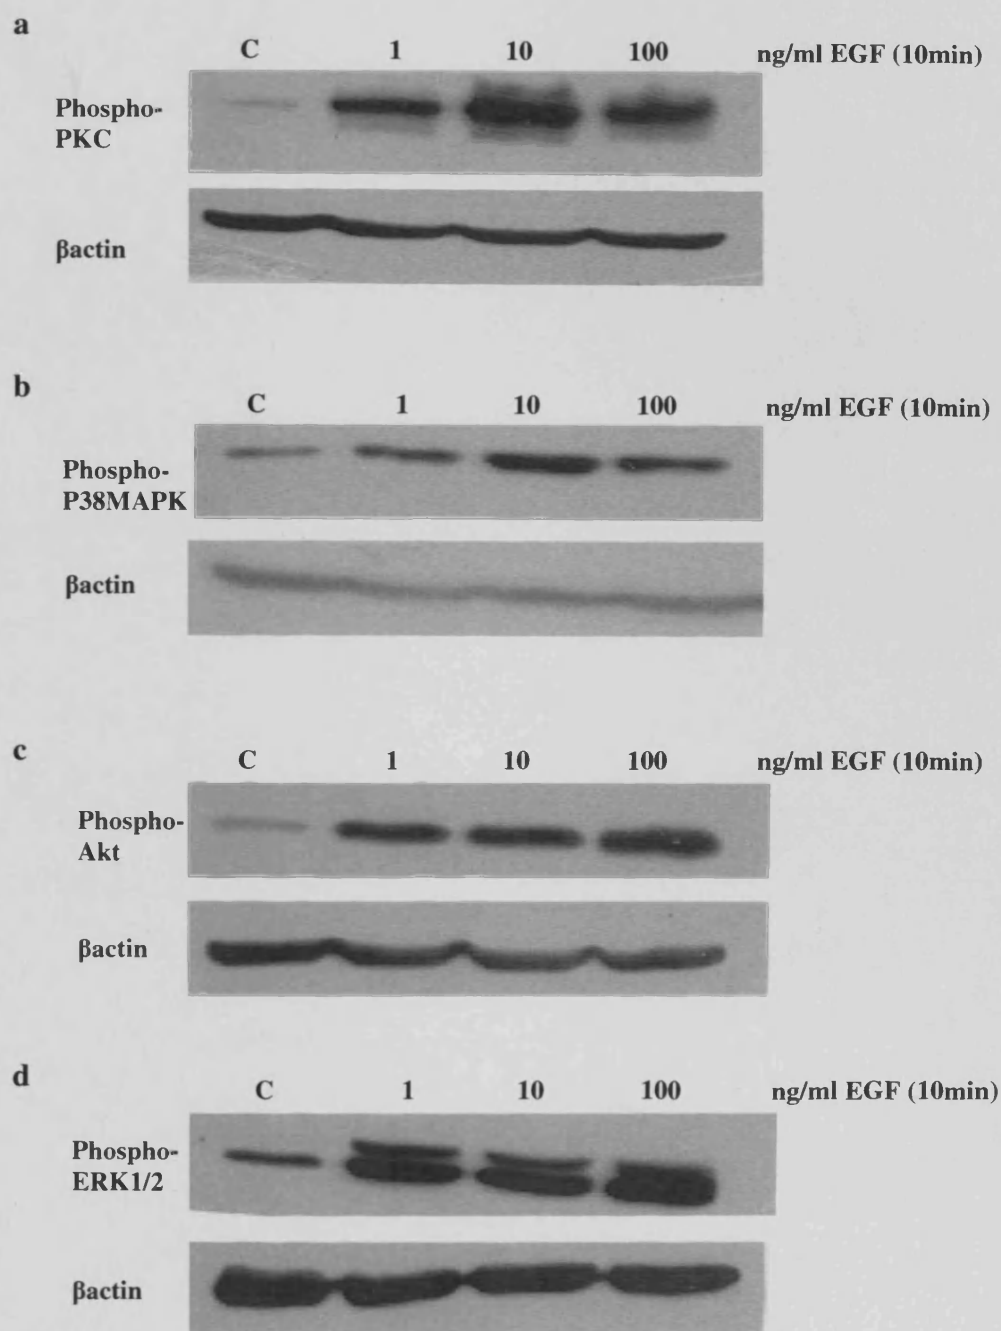 a
C 1 10 100 ng/ml EGF (10min)
Phospho-
PKC
βactin
b
C 1 10 100 ng/ml EGF (10min)
Phospho-
P38MAPK
βactin
c
C 1 10 100 ng/ml EGF (10min)
Phospho-
Akt
βactin
d
C 1 10 100 ng/ml EGF (10min)
Phospho-
ERK1/2
βactin